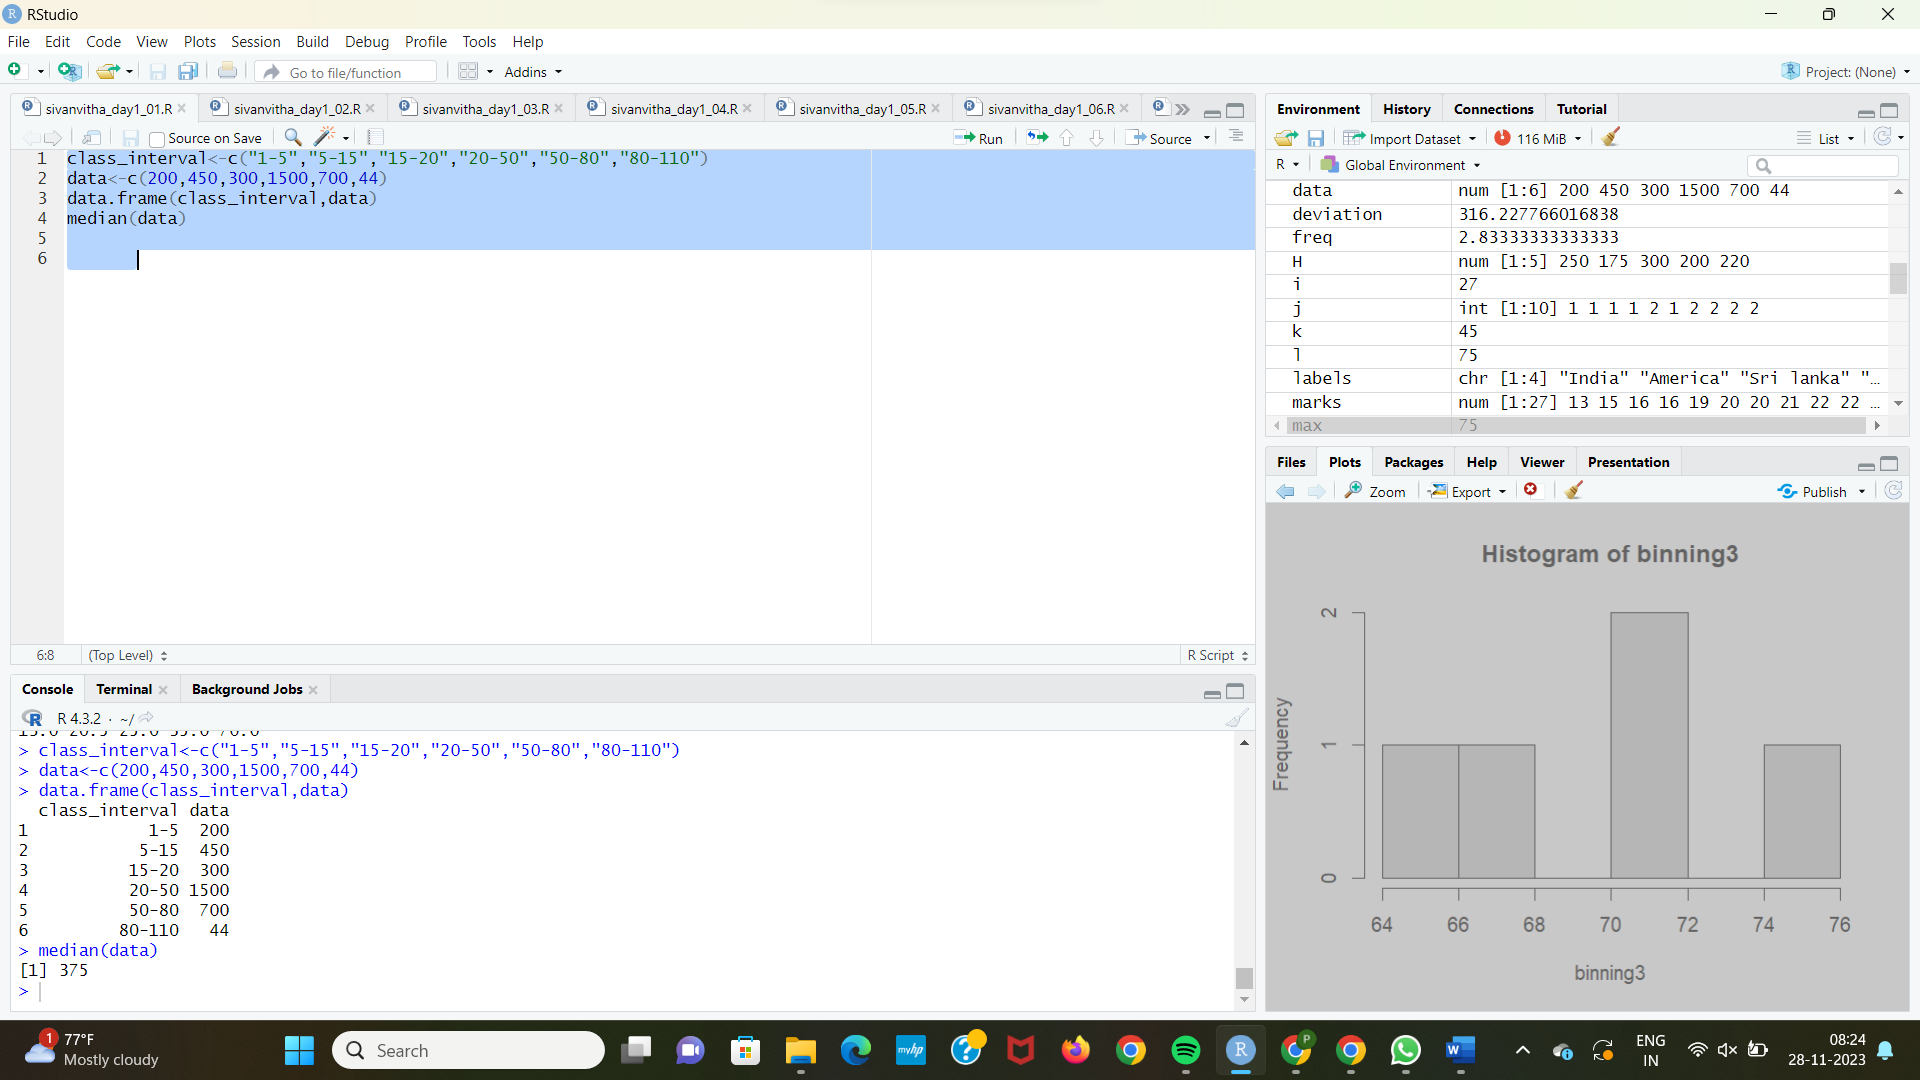 RStudio
File Edit Code View Plots Session Build Debug Profile Tools Help
Go to file/function Addins Project: (None)
sivanvitha_day1_01.R sivanvitha_day1_02.R sivanvitha_day1_03.R sivanvitha_day1_04.R sivanvitha_day1_05.R sivanvitha_day1_06.R
Source on Save Run Source
1 class_interval<-c("1-5","5-15","15-20","20-50","50-80","80-110")
2 data<-c(200,450,300,1500,700,44)
3 data.frame(class_interval,data)
4 median(data)
5
6
6:8 (Top Level) R Script
Console Terminal Background Jobs
R 4.3.2 · ~/
> class_interval<-c("1-5","5-15","15-20","20-50","50-80","80-110")
> data<-c(200,450,300,1500,700,44)
> data.frame(class_interval,data)
class_interval data
1 1-5 200
2 5-15 450
3 15-20 300
4 20-50 1500
5 50-80 700
6 80-110 44
> median(data)
[1] 375
>
Environment History Connections Tutorial
Import Dataset 116 MiB List
R Global Environment
data num [1:6] 200 450 300 1500 700 44
deviation 316.227766016838
freq 2.83333333333333
H num [1:5] 250 175 300 200 220
i 27
j int [1:10] 1 1 1 1 2 1 2 2 2 2
k 45
l 75
labels chr [1:4] "India" "America" "Sri lanka" "…
marks num [1:27] 13 15 16 16 19 20 20 21 22 22 …
max 75
Files Plots Packages Help Viewer Presentation
Zoom Export Publish
Histogram of binning3
Frequency
2
1
0
64 66 68 70 72 74 76
binning3
1
77°F
Mostly cloudy
Search
myhp
P
W
ENG
IN
08:24
28-11-2023